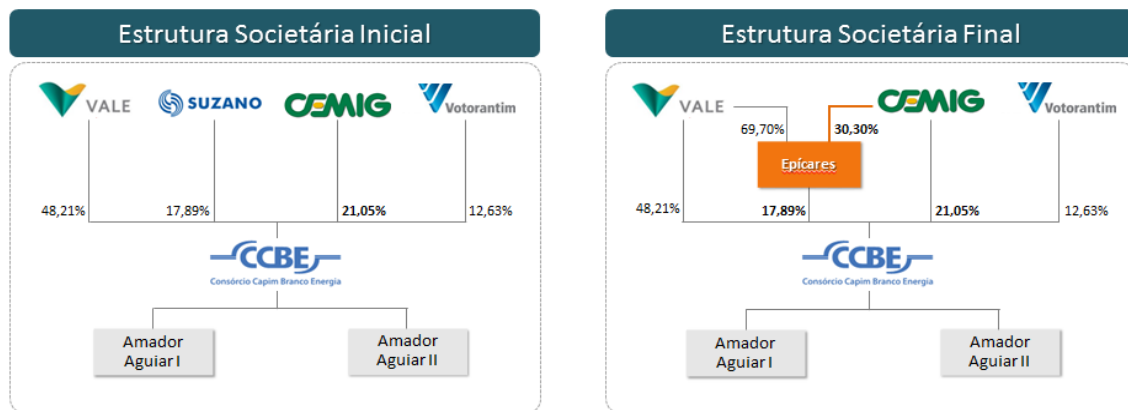 Estrutura Societária Inicial
VALE
SUZANO
CEMIG
Votorantim
48,21%
17,89%
21,05%
12,63%
CCBE
Consórcio Capim Branco Energia
Amador
Aguiar I
Amador
Aguiar II
Estrutura Societária Final
VALE
CEMIG
Votorantim
69,70%
30,30%
Epícares
48,21%
17,89%
21,05%
12,63%
CCBE
Consórcio Capim Branco Energia
Amador
Aguiar I
Amador
Aguiar II